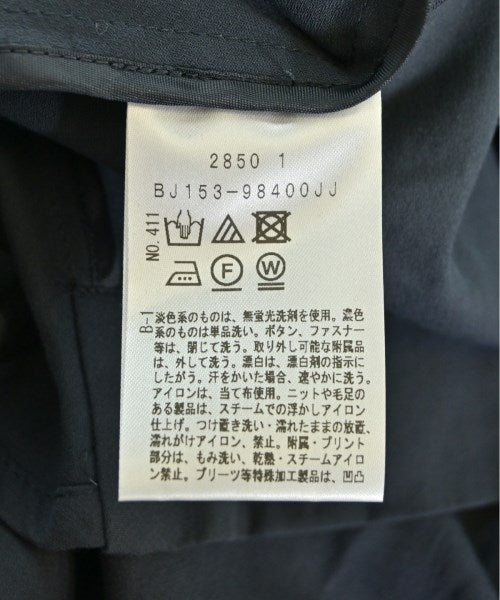 2850 1
BJ153-98400JJ
NO.411
F
W
B-1
淡色系のものは、無蛍光洗剤を使用。濃色
系のものは単品洗い。ボタン、ファスナー
等は、閉じて洗う。取り外し可能な附属品
は、外して洗う。漂白は、漂白剤の指示に
したがう。汗をかいた場合、速やかに洗う。
アイロンは、当て布使用。ニットや毛足の
ある製品は、スチームでの浮かしアイロン
仕上げ。つけ置き洗い・濡れたままの放置、
濡れがけアイロン、禁止。附属・プリント
部分は、もみ洗い、乾熱・スチームアイロ
ン禁止。プリーツ等特殊加工製品は、凹凸